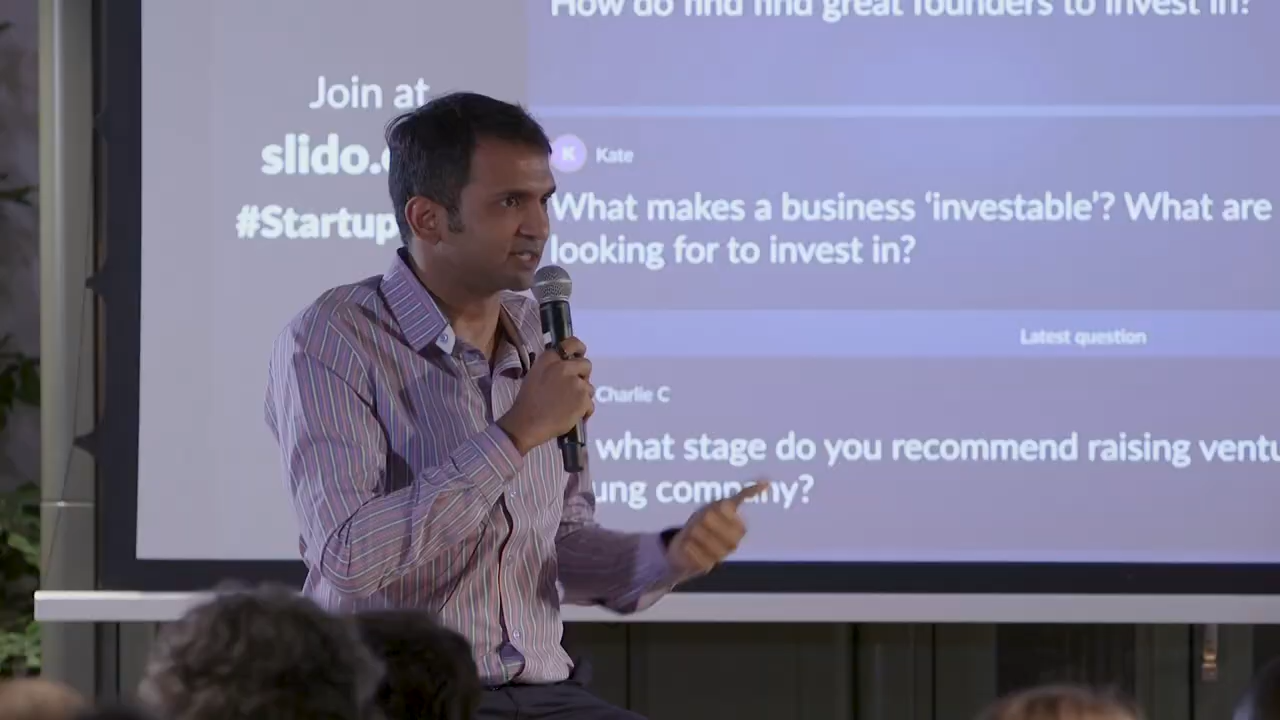 How do find find great founders to invest in?
Join at
slido.
#Startup
K Kate
What makes a business ‘investable’? What are
looking for to invest in?
Latest question
Charlie C
what stage do you recommend raising ventu
ung company?